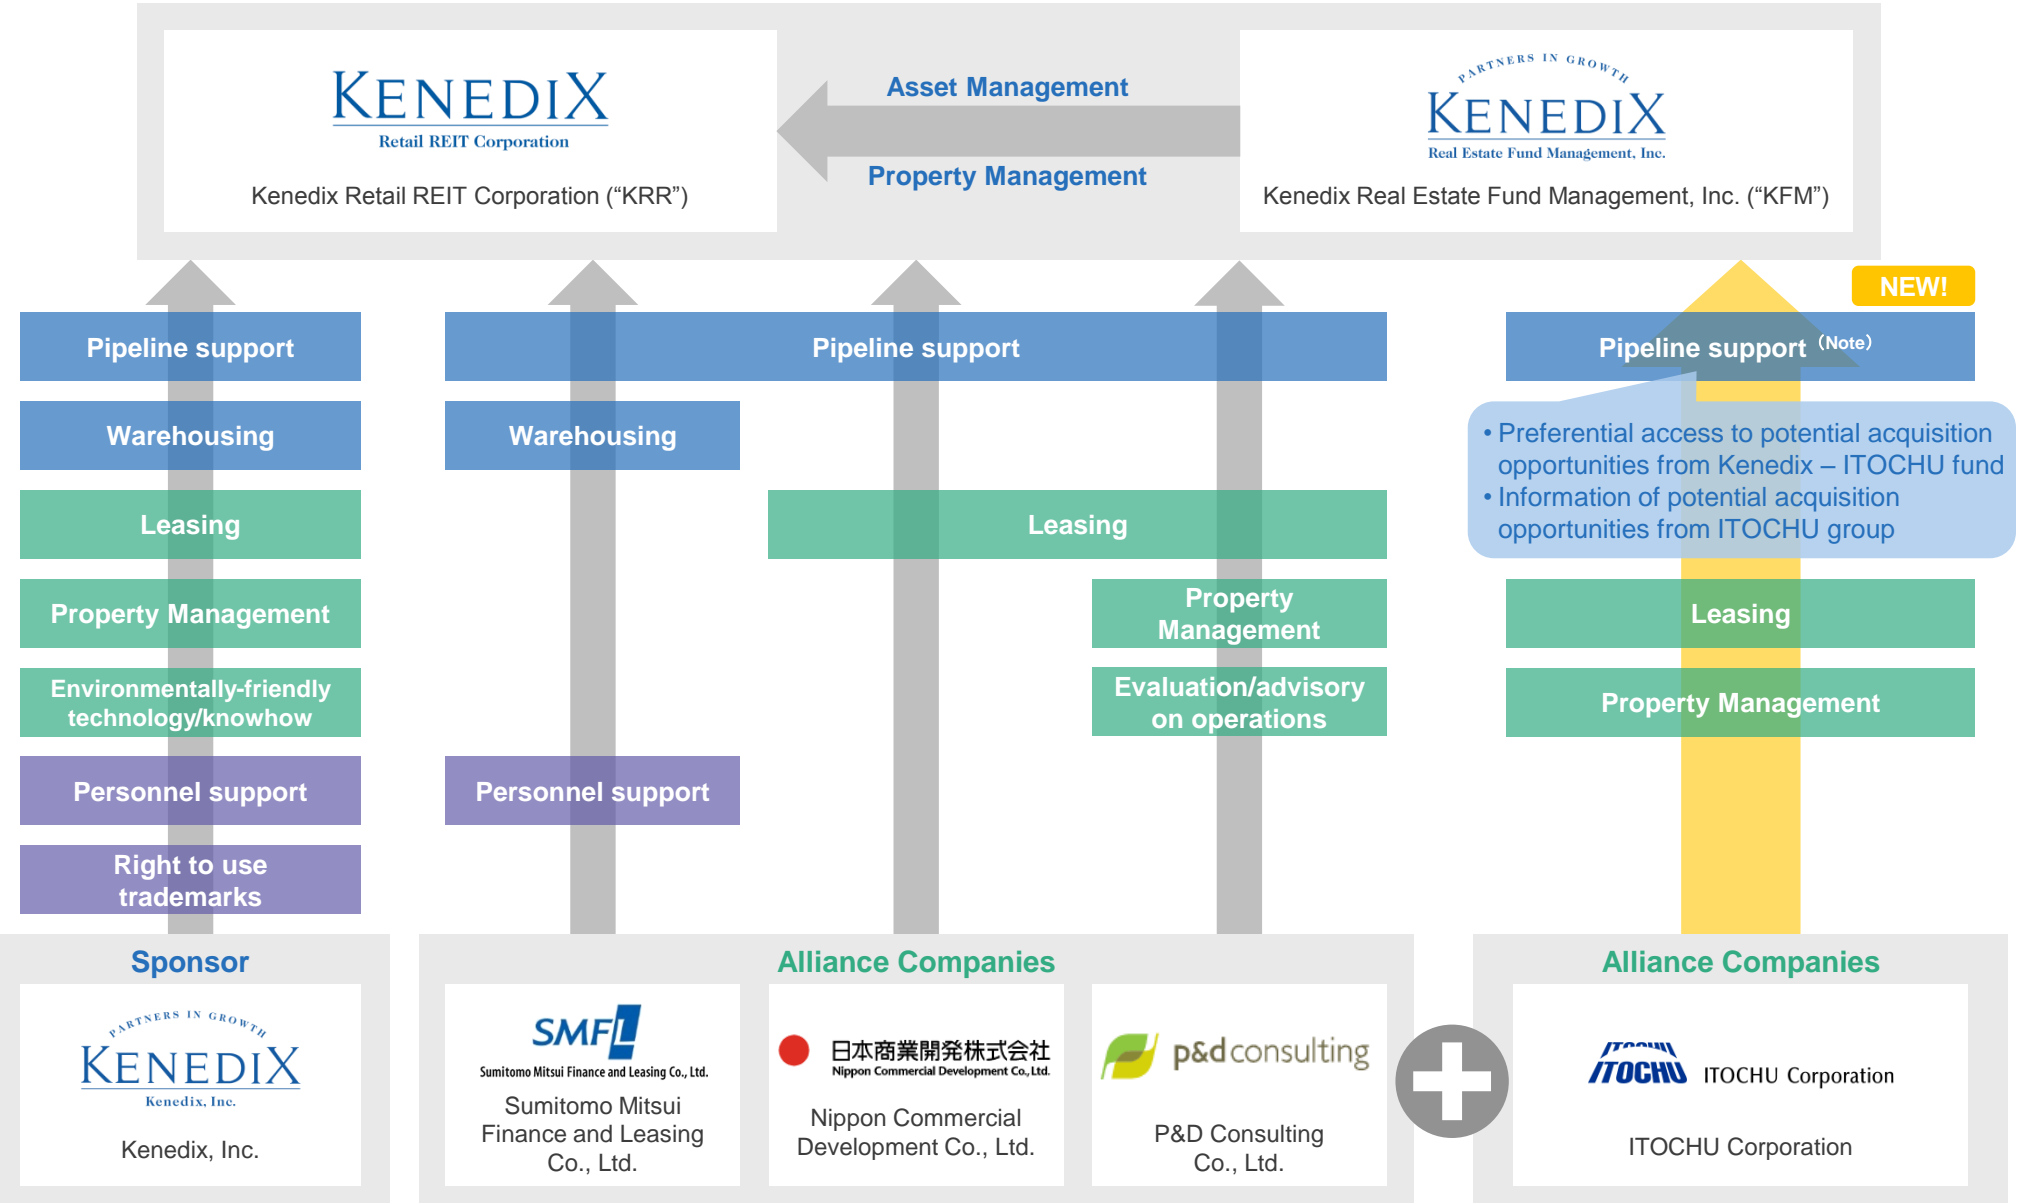 KENEDIX
Retail REIT Corporation
Kenedix Retail REIT Corporation (“KRR”)
Asset Management
Property Management
PARTNERS IN GROWTH
KENEDIX
Real Estate Fund Management, Inc.
Kenedix Real Estate Fund Management, Inc. (“KFM”)
NEW!
Pipeline support
Warehousing
Leasing
Property Management
Environmentally-friendly
technology/knowhow
Personnel support
Right to use
trademarks
Pipeline support
Warehousing
Leasing
Property
Management
Evaluation/advisory
on operations
Personnel support
Pipeline support（Note）
• Preferential access to potential acquisition
opportunities from Kenedix – ITOCHU fund
• Information of potential acquisition
opportunities from ITOCHU group
Leasing
Property Management
Sponsor
PARTNERS IN GROWTH
KENEDIX
Kenedix, Inc.
Kenedix, Inc.
Alliance Companies
SMFL
Sumitomo Mitsui Finance and Leasing Co., Ltd.
Sumitomo Mitsui
Finance and Leasing
Co., Ltd.
日本商業開発株式会社
Nippon Commercial Development Co., Ltd.
Nippon Commercial
Development Co., Ltd.
p&d consulting
P&D Consulting
Co., Ltd.
Alliance Companies
ITOCHU
ITOCHU
ITOCHU Corporation
ITOCHU Corporation